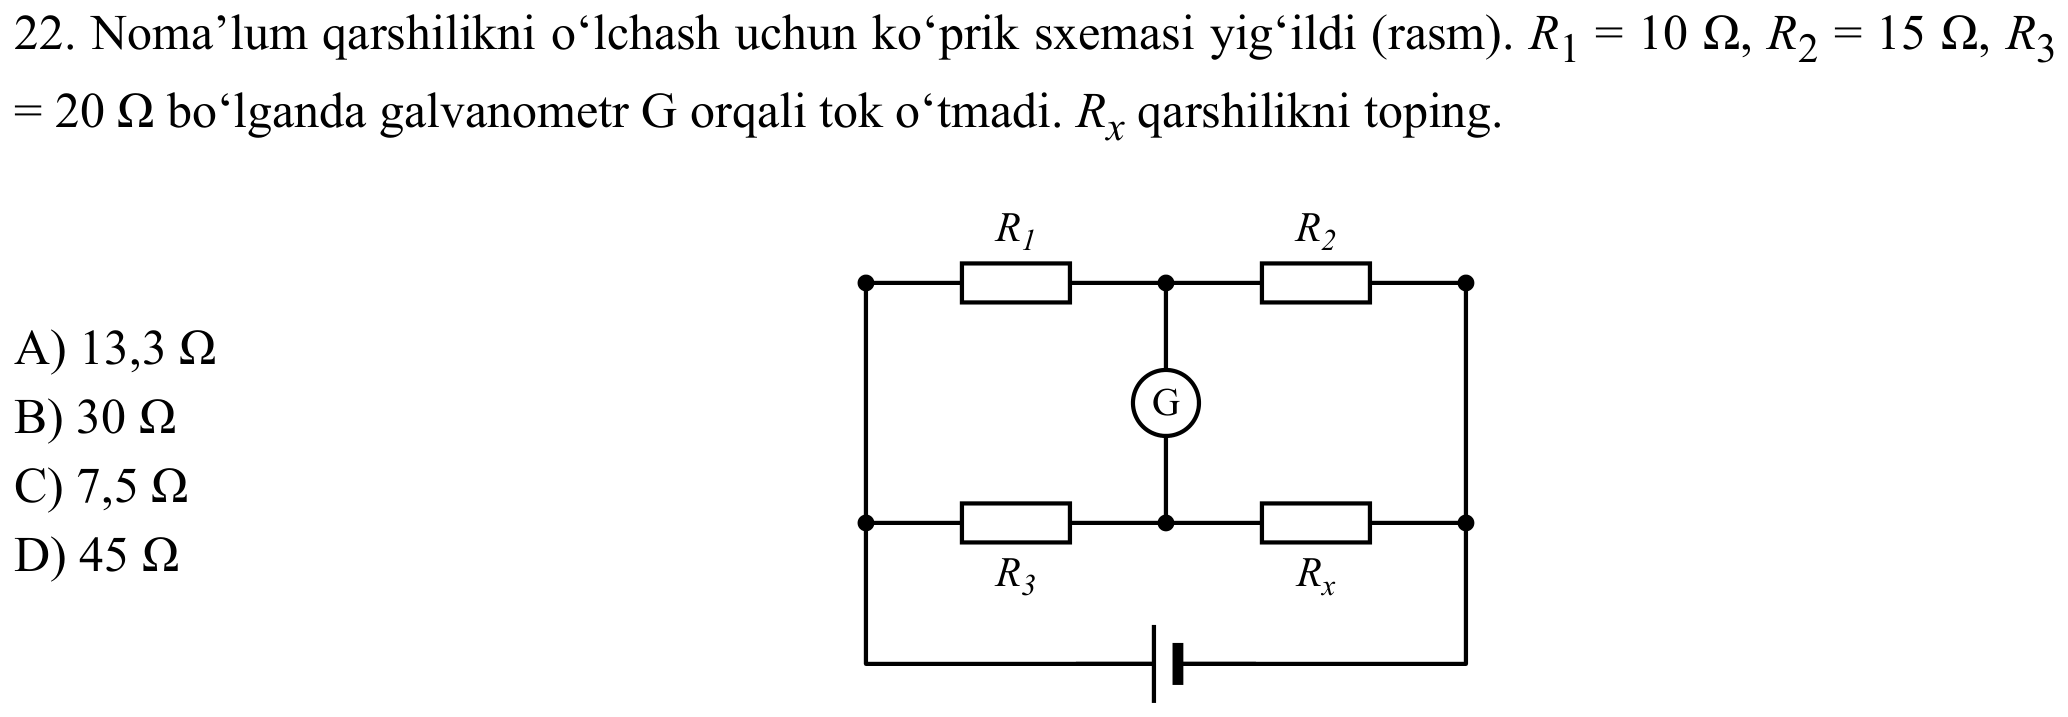 22. Noma’lum qarshilikni o‘lchash uchun ko‘prik sxemasi yig‘ildi (rasm). R₁ = 10 Ω, R₂ = 15 Ω, R₃
= 20 Ω bo‘lganda galvanometr G orqali tok o‘tmadi. Rₓ qarshilikni toping.
R₁ R₂
A) 13,3 Ω
B) 30 Ω
G
C) 7,5 Ω
D) 45 Ω
R₃ Rₓ